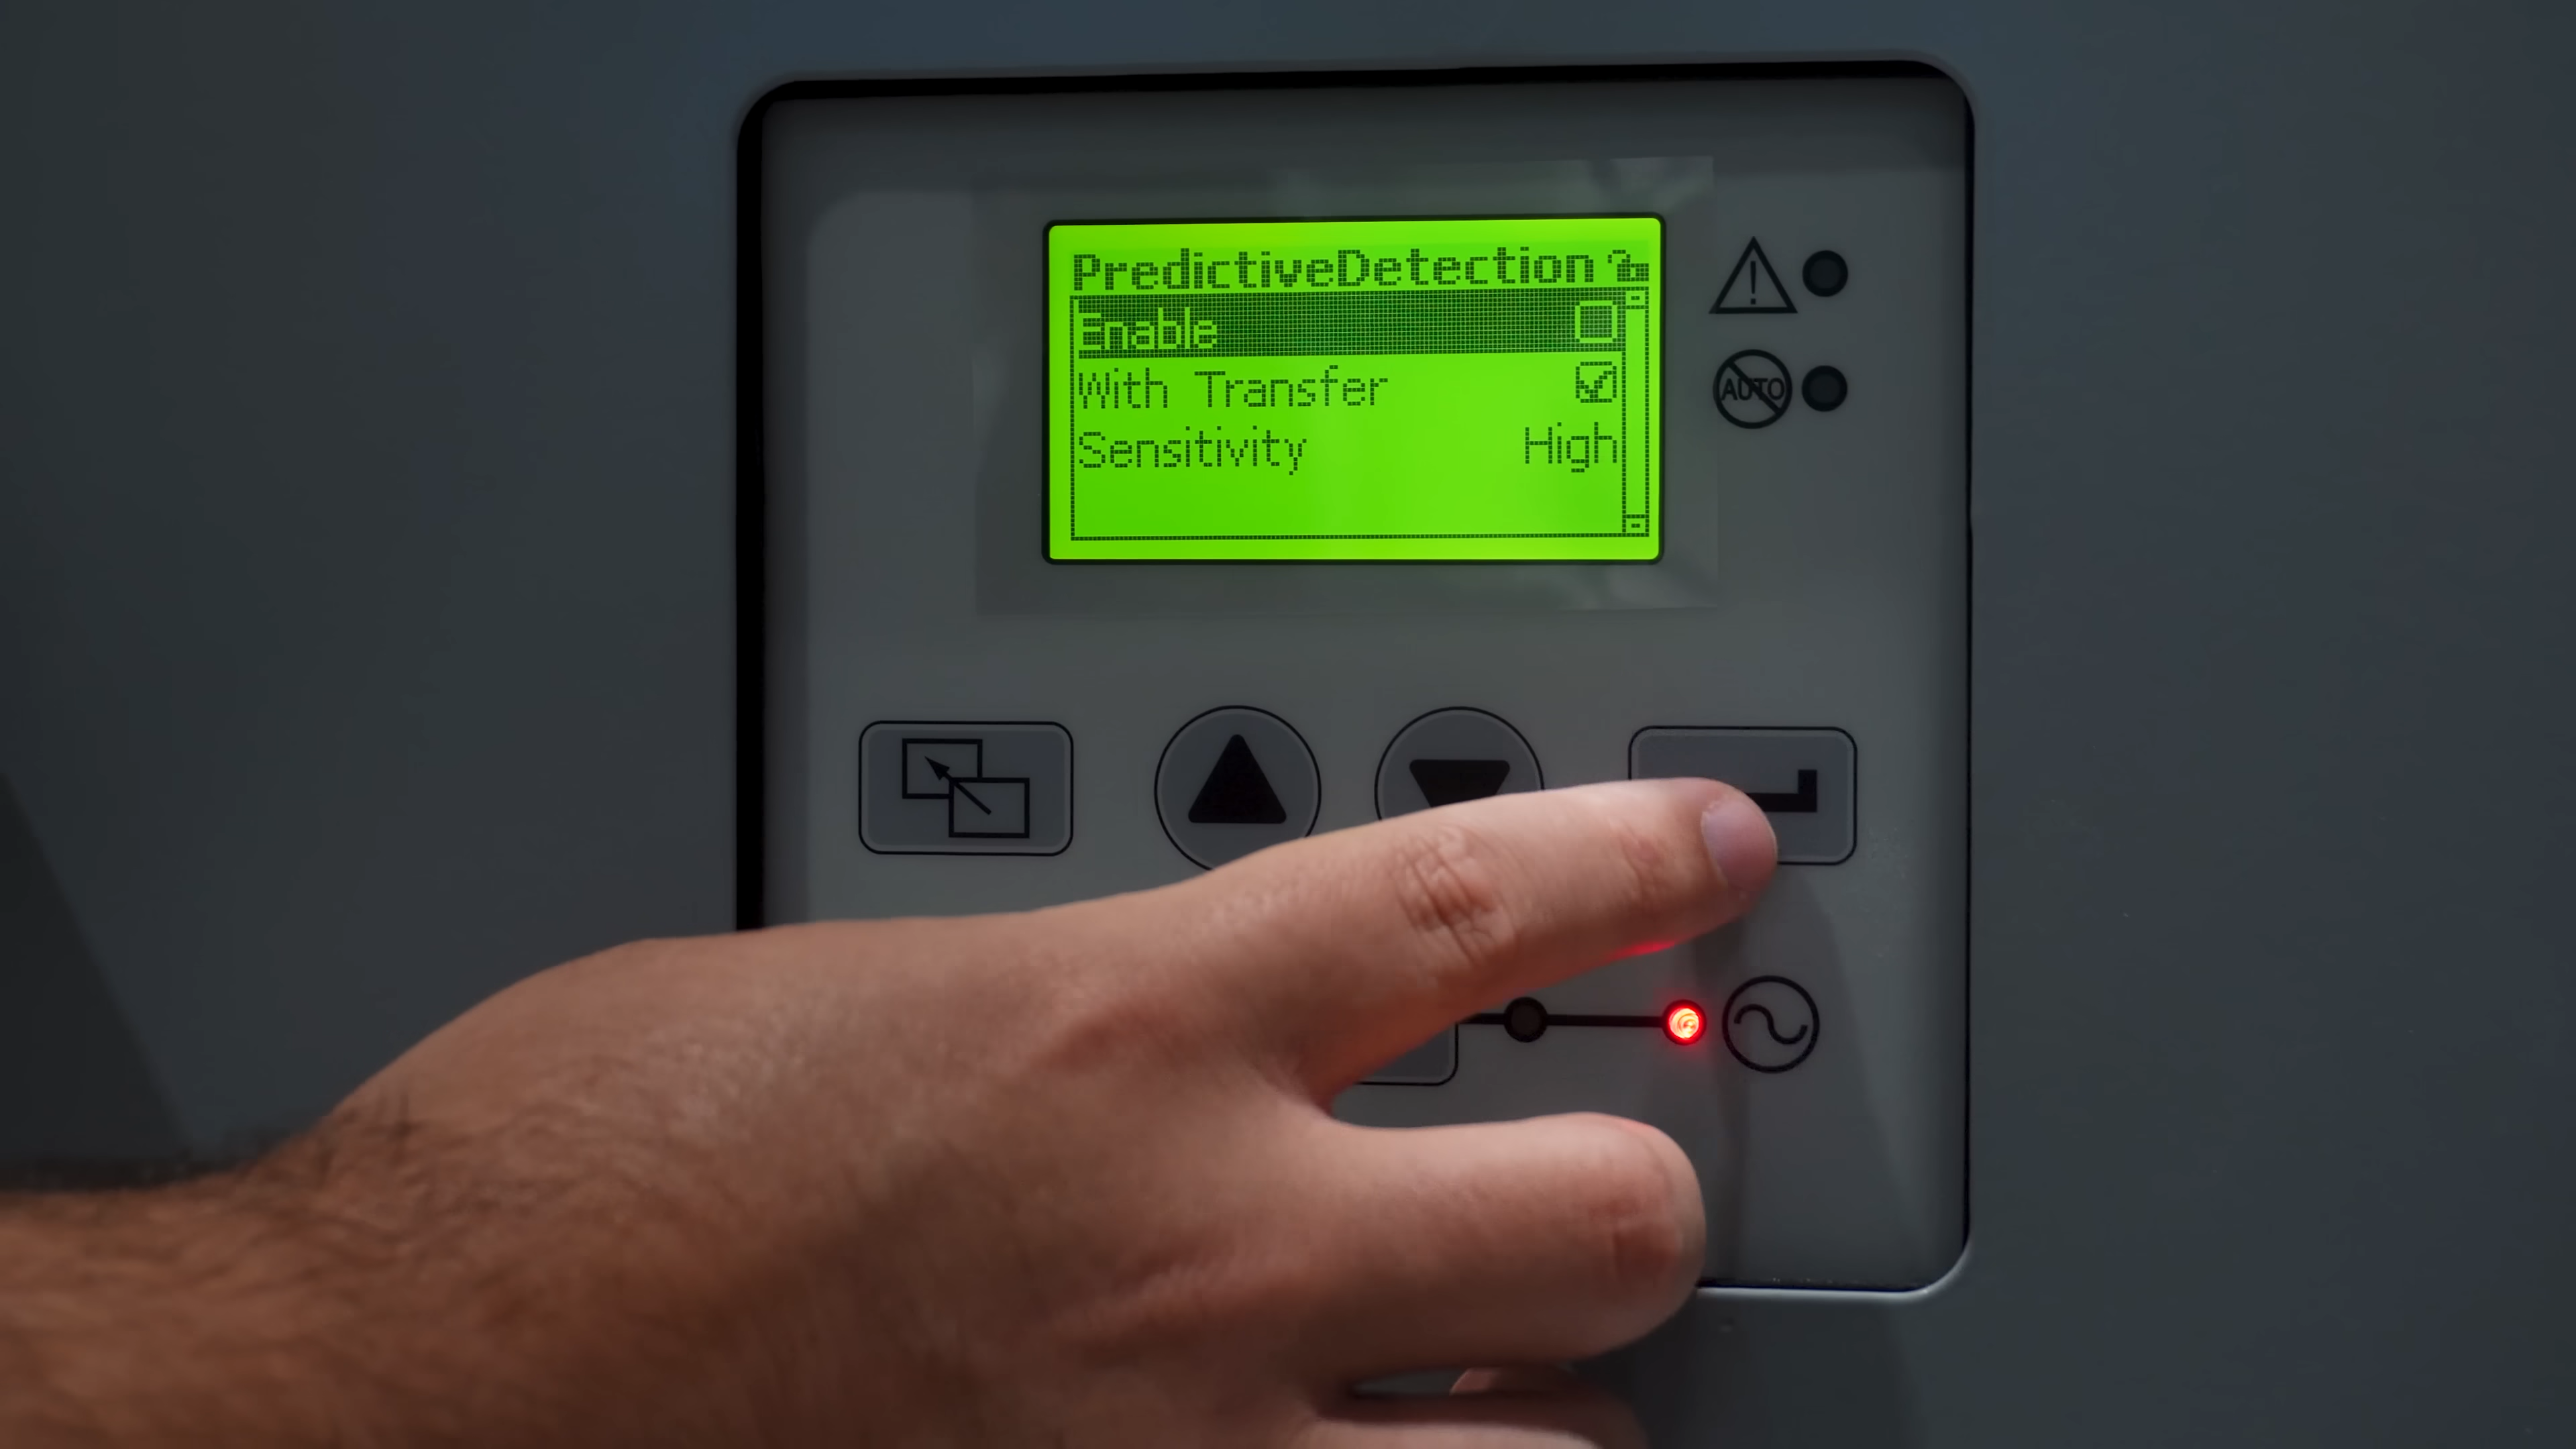 PredictiveDetection
Enable
With Transfer
Sensitivity High
AUTO